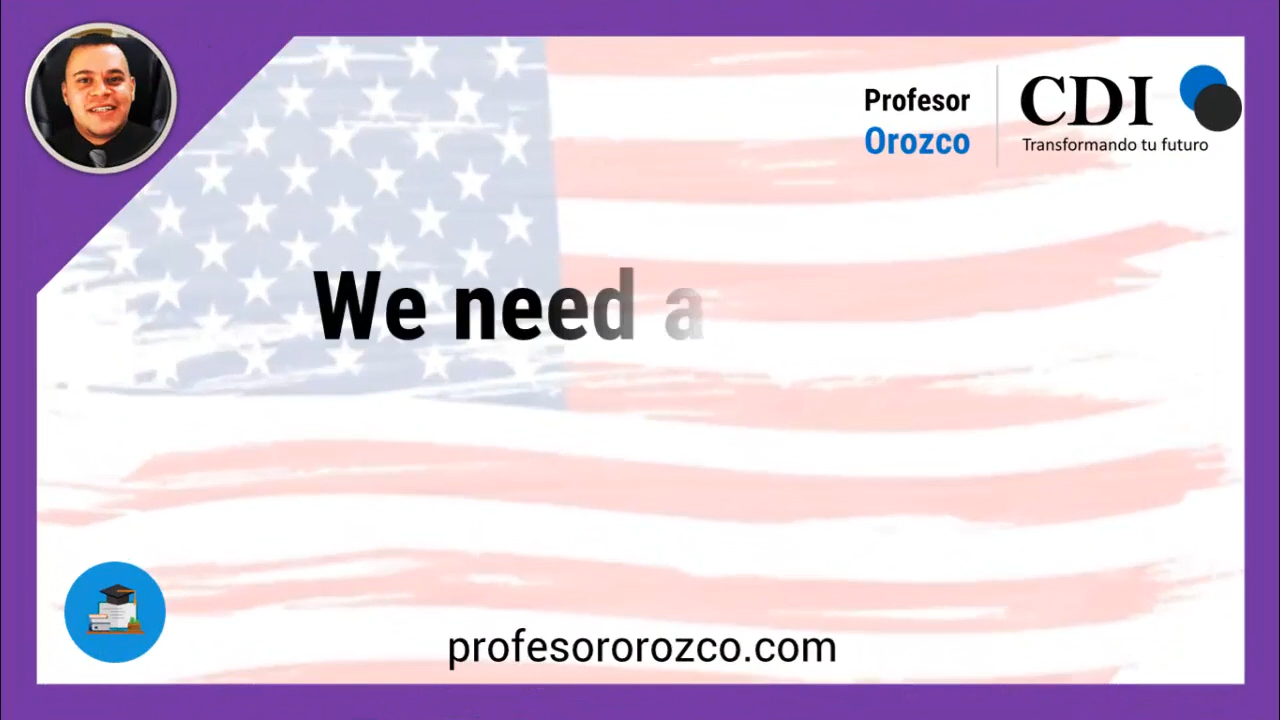 Profesor
Orozco
CDI
Transformando tu futuro
We need a
profesororozco.com